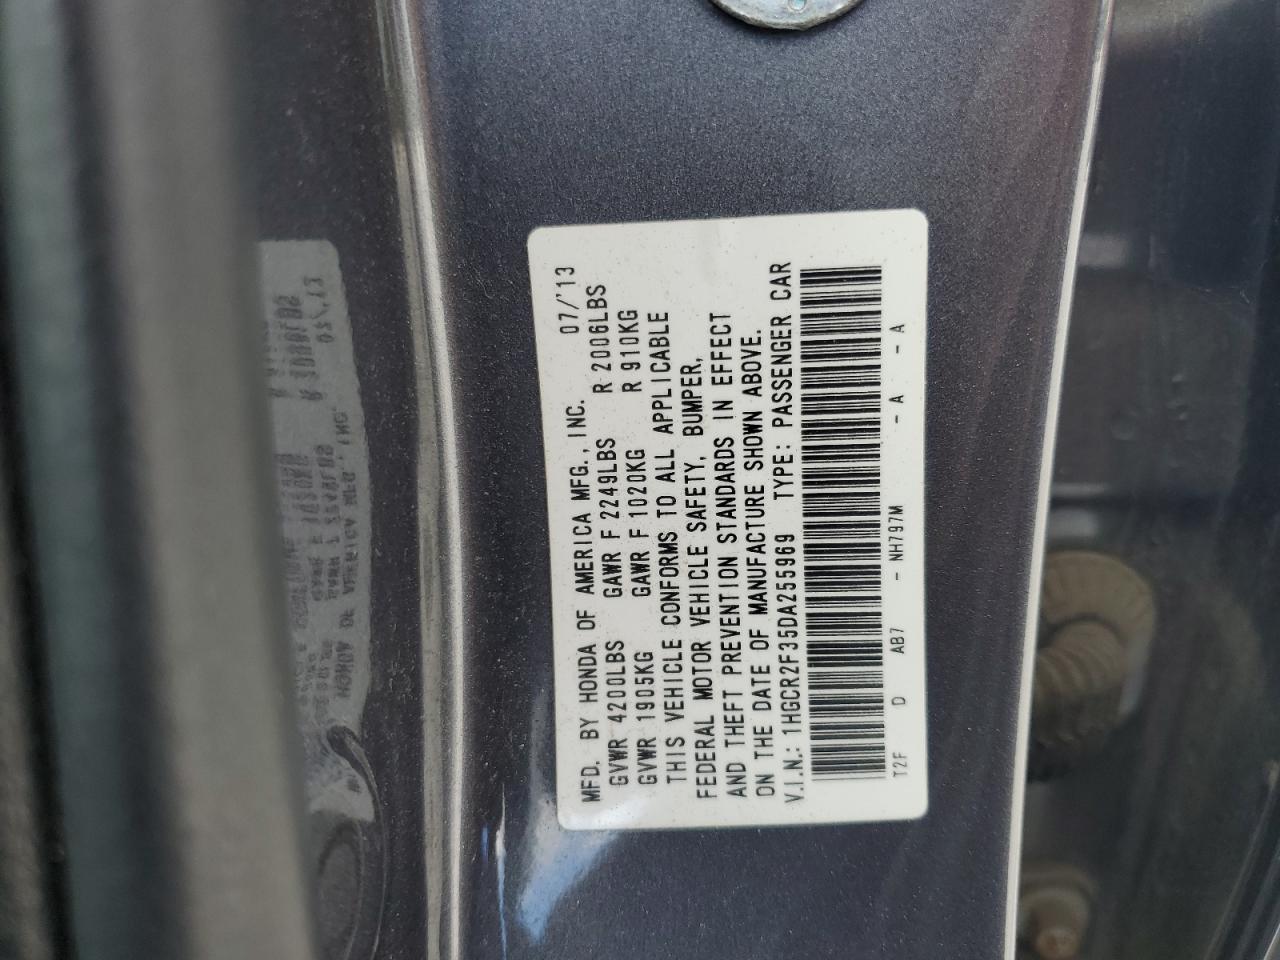 MFD. BY HONDA OF AMERICA MFG., INC. 07/'13
GVWR 4200LBS GAWR F 2249LBS R 2006LBS
GVWR 1905KG GAWR F 1020KG R 910KG
THIS VEHICLE CONFORMS TO ALL APPLICABLE
FEDERAL MOTOR VEHICLE SAFETY, BUMPER,
AND THEFT PREVENTION STANDARDS IN EFFECT
ON THE DATE OF MANUFACTURE SHOWN ABOVE.
V.I.N.: 1HGCR2F35DA255969 TYPE: PASSENGER CAR
T2F D AB7 - NH797M - A - A